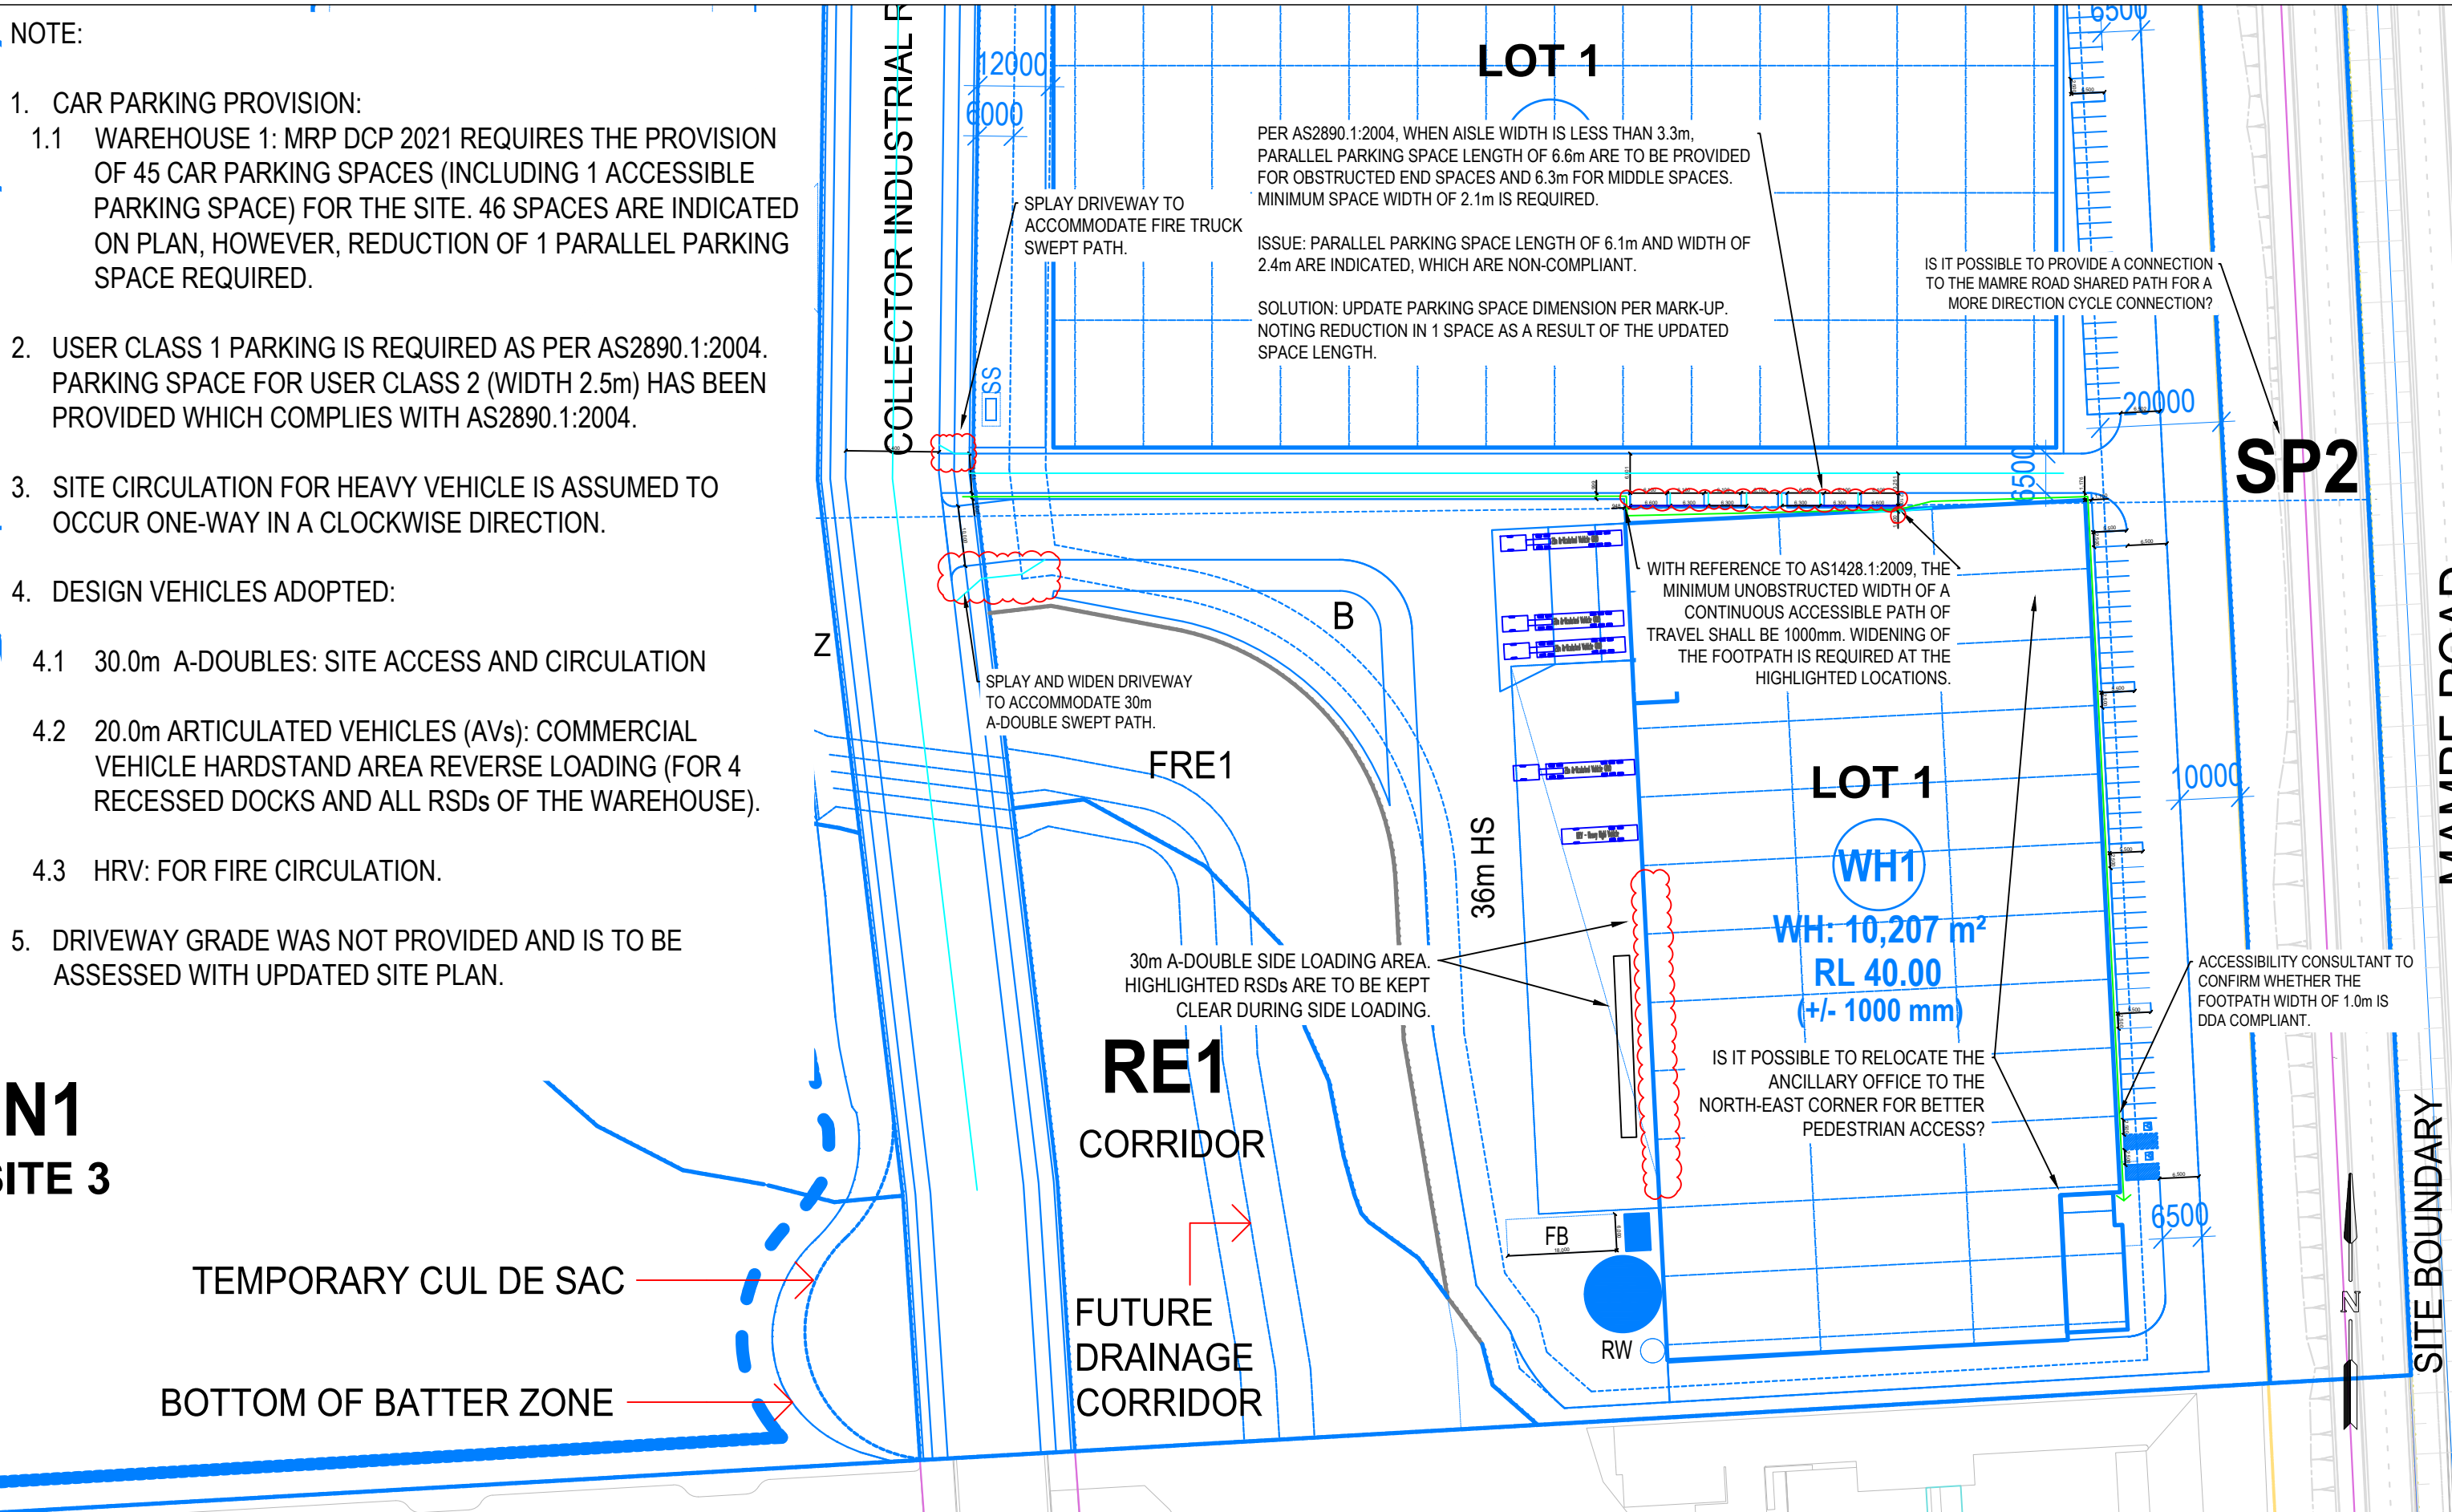 NOTE:
1. CAR PARKING PROVISION:
1.1 WAREHOUSE 1: MRP DCP 2021 REQUIRES THE PROVISION
OF 45 CAR PARKING SPACES (INCLUDING 1 ACCESSIBLE
PARKING SPACE) FOR THE SITE. 46 SPACES ARE INDICATED
ON PLAN, HOWEVER, REDUCTION OF 1 PARALLEL PARKING
SPACE REQUIRED.
2. USER CLASS 1 PARKING IS REQUIRED AS PER AS2890.1:2004.
PARKING SPACE FOR USER CLASS 2 (WIDTH 2.5m) HAS BEEN
PROVIDED WHICH COMPLIES WITH AS2890.1:2004.
3. SITE CIRCULATION FOR HEAVY VEHICLE IS ASSUMED TO
OCCUR ONE-WAY IN A CLOCKWISE DIRECTION.
4. DESIGN VEHICLES ADOPTED:
4.1 30.0m A-DOUBLES: SITE ACCESS AND CIRCULATION
4.2 20.0m ARTICULATED VEHICLES (AVs): COMMERCIAL
VEHICLE HARDSTAND AREA REVERSE LOADING (FOR 4
RECESSED DOCKS AND ALL RSDs OF THE WAREHOUSE).
4.3 HRV: FOR FIRE CIRCULATION.
5. DRIVEWAY GRADE WAS NOT PROVIDED AND IS TO BE
ASSESSED WITH UPDATED SITE PLAN.
N1
SITE 3
TEMPORARY CUL DE SAC
BOTTOM OF BATTER ZONE
Z
COLLECTOR INDUSTRIAL R
12000
6000
SS
SPLAY DRIVEWAY TO
ACCOMMODATE FIRE TRUCK
SWEPT PATH.
LOT 1
PER AS2890.1:2004, WHEN AISLE WIDTH IS LESS THAN 3.3m,
PARALLEL PARKING SPACE LENGTH OF 6.6m ARE TO BE PROVIDED
FOR OBSTRUCTED END SPACES AND 6.3m FOR MIDDLE SPACES.
MINIMUM SPACE WIDTH OF 2.1m IS REQUIRED.
ISSUE: PARALLEL PARKING SPACE LENGTH OF 6.1m AND WIDTH OF
2.4m ARE INDICATED, WHICH ARE NON-COMPLIANT.
SOLUTION: UPDATE PARKING SPACE DIMENSION PER MARK-UP.
NOTING REDUCTION IN 1 SPACE AS A RESULT OF THE UPDATED
SPACE LENGTH.
6500
IS IT POSSIBLE TO PROVIDE A CONNECTION
TO THE MAMRE ROAD SHARED PATH FOR A
MORE DIRECTION CYCLE CONNECTION?
20000
SP2
6500
MAMRE ROAD
WITH REFERENCE TO AS1428.1:2009, THE
MINIMUM UNOBSTRUCTED WIDTH OF A
CONTINUOUS ACCESSIBLE PATH OF
TRAVEL SHALL BE 1000mm. WIDENING OF
THE FOOTPATH IS REQUIRED AT THE
HIGHLIGHTED LOCATIONS.
B
SPLAY AND WIDEN DRIVEWAY
TO ACCOMMODATE 30m
A-DOUBLE SWEPT PATH.
FRE1
36m HS
LOT 1
WH1
WH: 10,207 m²
RL 40.00
(+/- 1000 mm)
10000
30m A-DOUBLE SIDE LOADING AREA.
HIGHLIGHTED RSDs ARE TO BE KEPT
CLEAR DURING SIDE LOADING.
ACCESSIBILITY CONSULTANT TO
CONFIRM WHETHER THE
FOOTPATH WIDTH OF 1.0m IS
DDA COMPLIANT.
IS IT POSSIBLE TO RELOCATE THE
ANCILLARY OFFICE TO THE
NORTH-EAST CORNER FOR BETTER
PEDESTRIAN ACCESS?
RE1
CORRIDOR
FUTURE
DRAINAGE
CORRIDOR
FB
RW
6500
N
SITE BOUNDARY